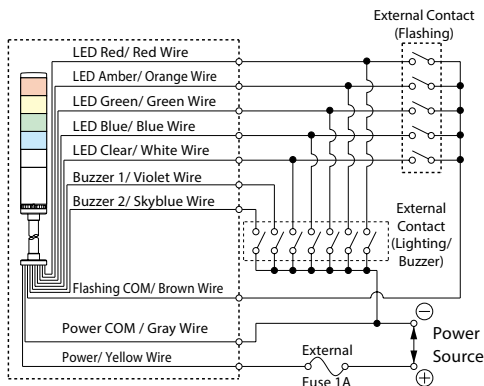 External Contact
(Flashing)
LED Red/ Red Wire
LED Amber/ Orange Wire
LED Green/ Green Wire
LED Blue/ Blue Wire
LED Clear/ White Wire
Buzzer 1/ Violet Wire
Buzzer 2/ Skyblue Wire
External
Contact
(Lighting/
Buzzer)
Flashing COM/ Brown Wire
Power COM / Gray Wire
Power/ Yellow Wire
External
Fuse 1A
−
Power
Source
+